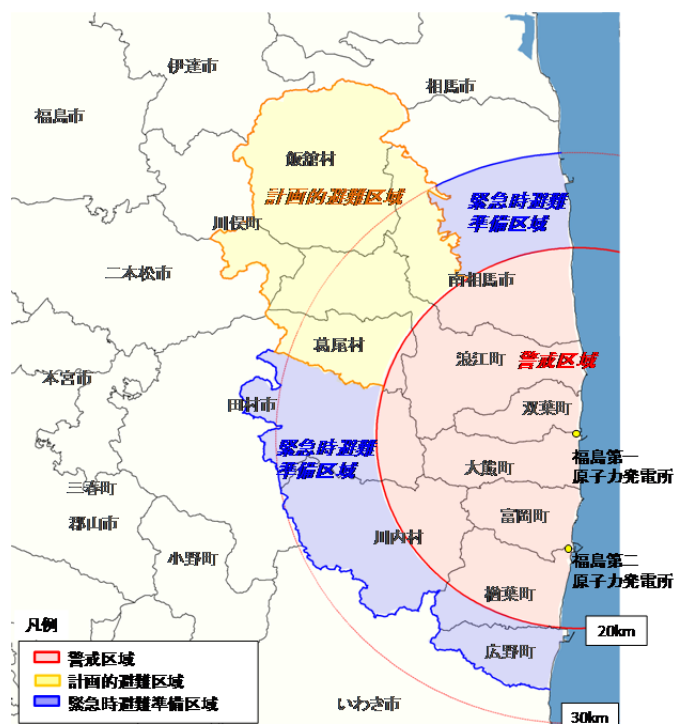 伊達市
相馬市
福島市
飯舘村
計画的避難区域
緊急時避難
準備区域
川俣町
二本松市
南相馬市
葛尾村
浪江町
警戒区域
本宮市
田村市
双葉町
緊急時避難
準備区域
大熊町
福島第一
原子力発電所
三春町
郡山市
富岡町
川内村
小野町
福島第二
原子力発電所
楢葉町
凡例
20km
広野町
警戒区域
計画的避難区域
緊急時避難準備区域
いわき市
30km